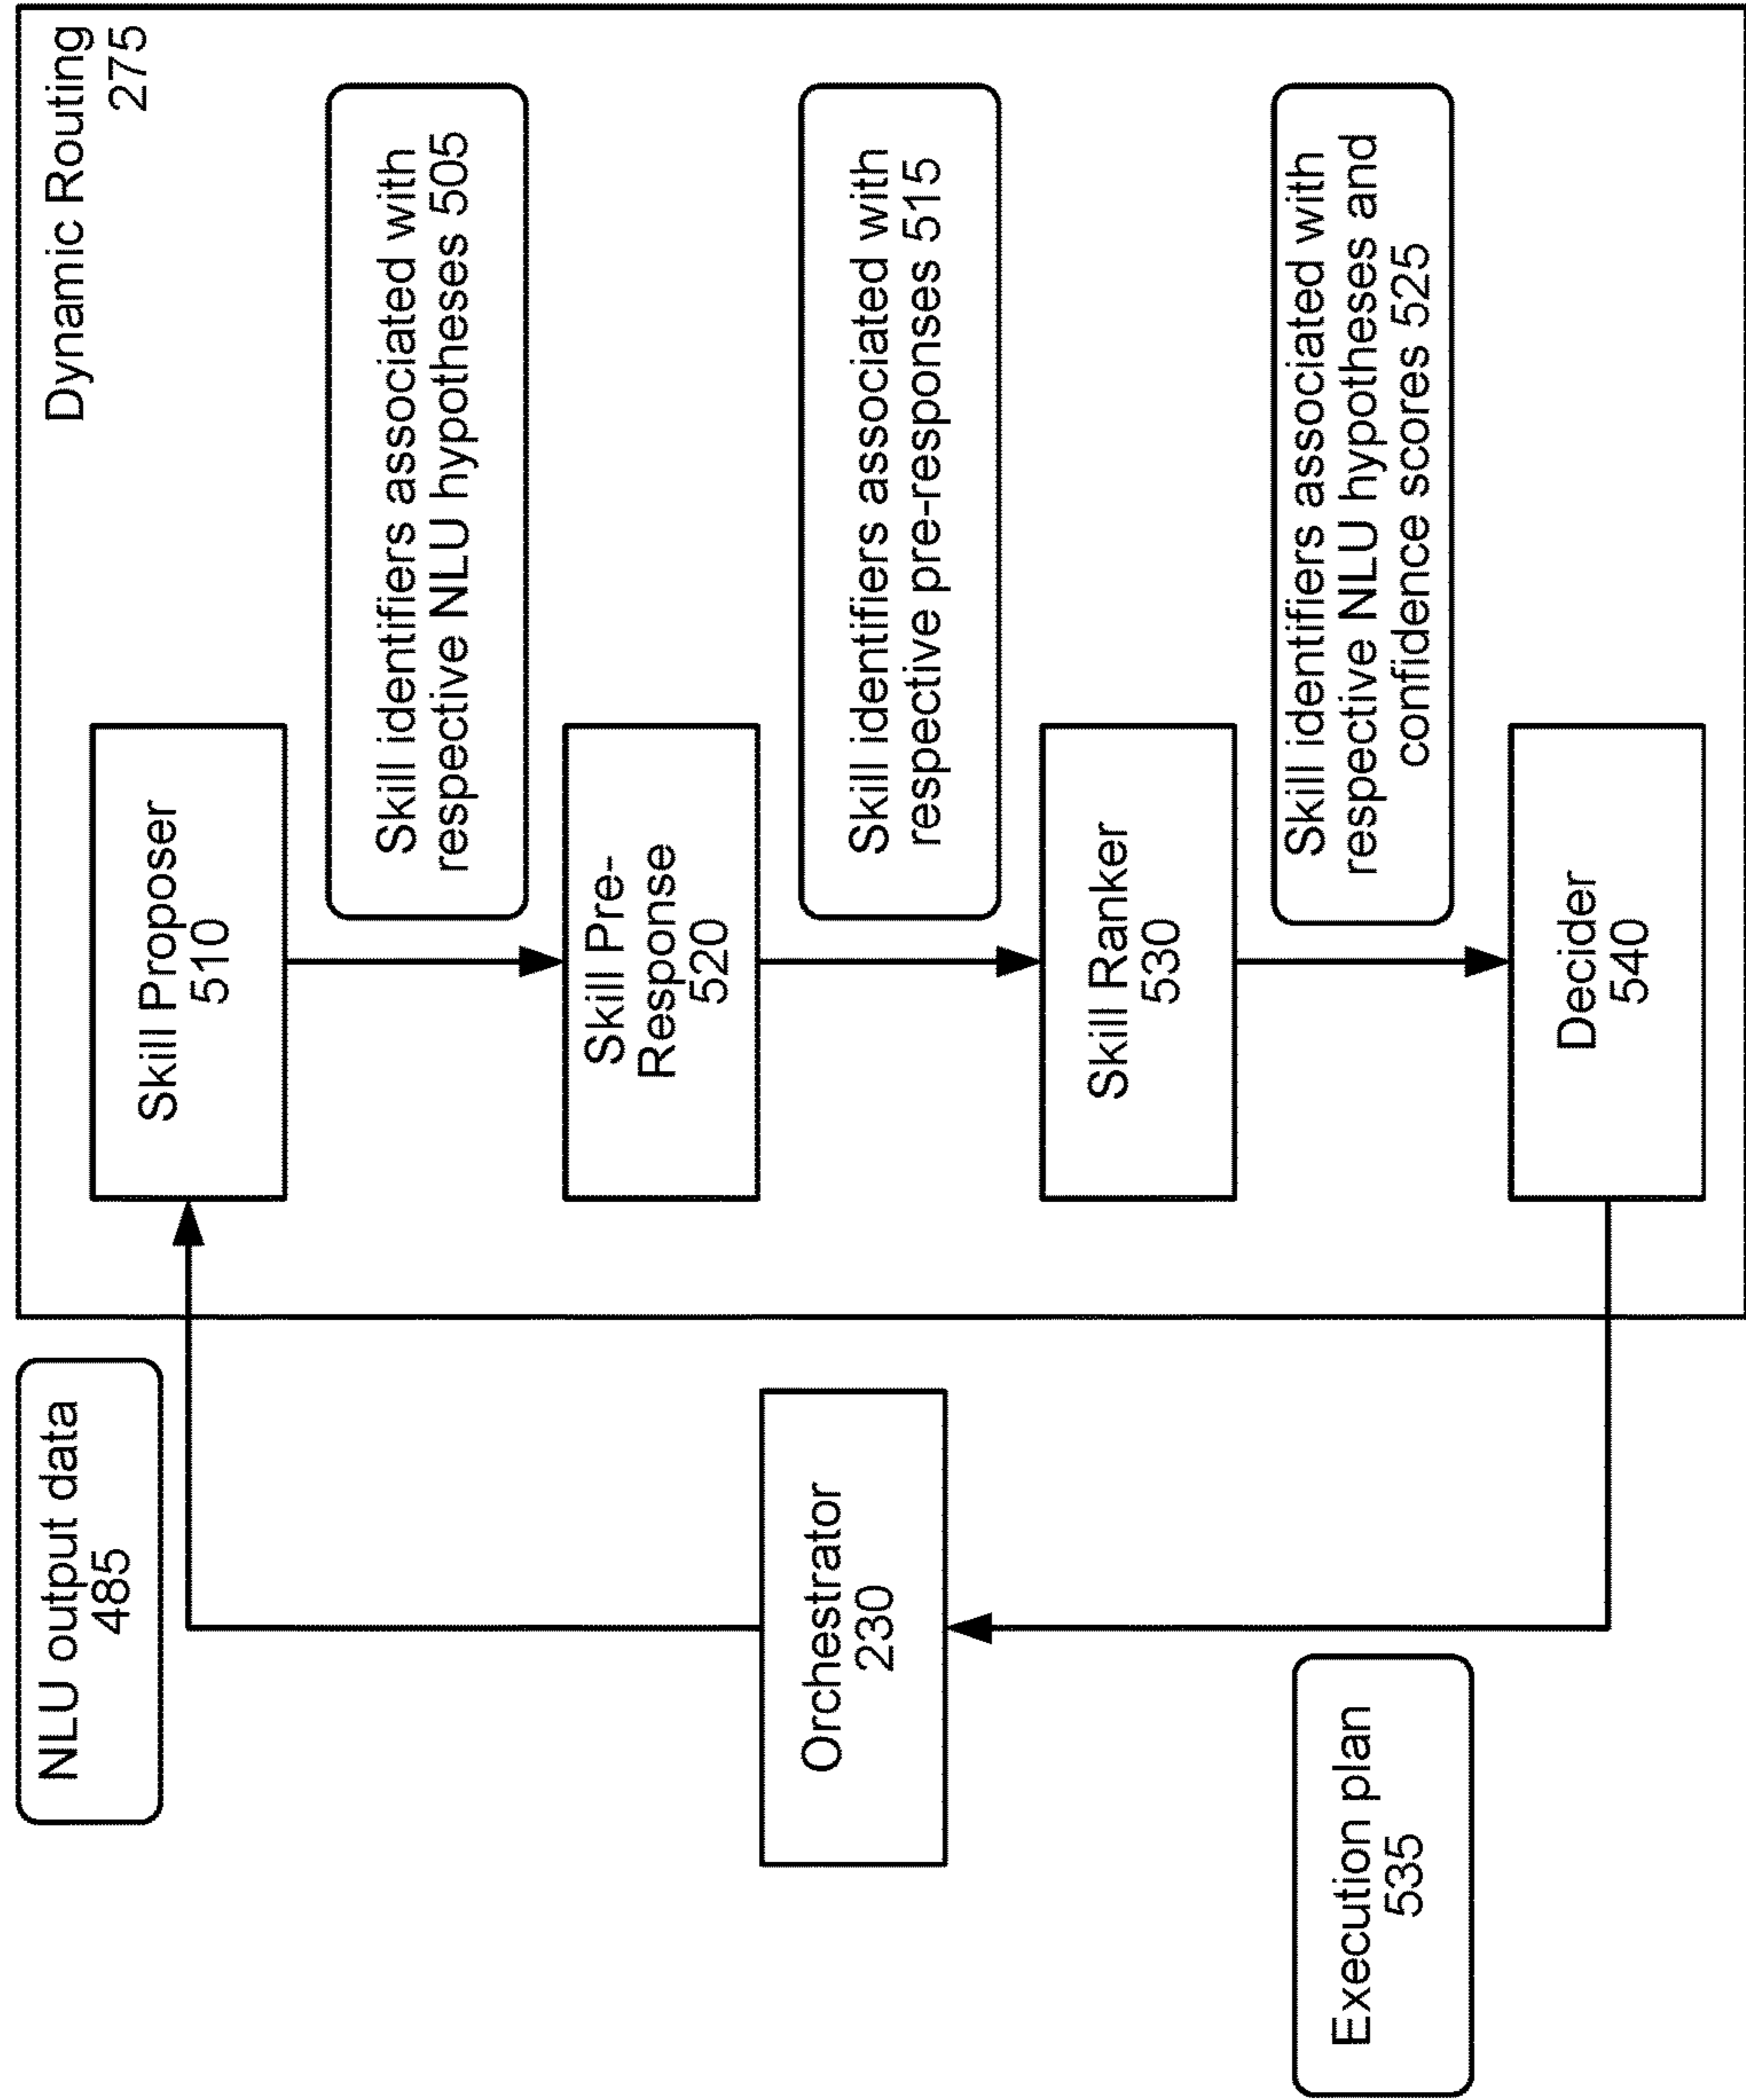 Dynamic Routing
275
NLU output data
485
Skill Proposer
510
Skill identifiers associated with
respective NLU hypotheses 505
Skill Pre-
Response
520
Skill identifiers associated with
respective pre-responses 515
Orchestrator
230
Skill Ranker
530
Skill identifiers associated with
respective NLU hypotheses and
confidence scores 525
Execution plan
535
Decider
540